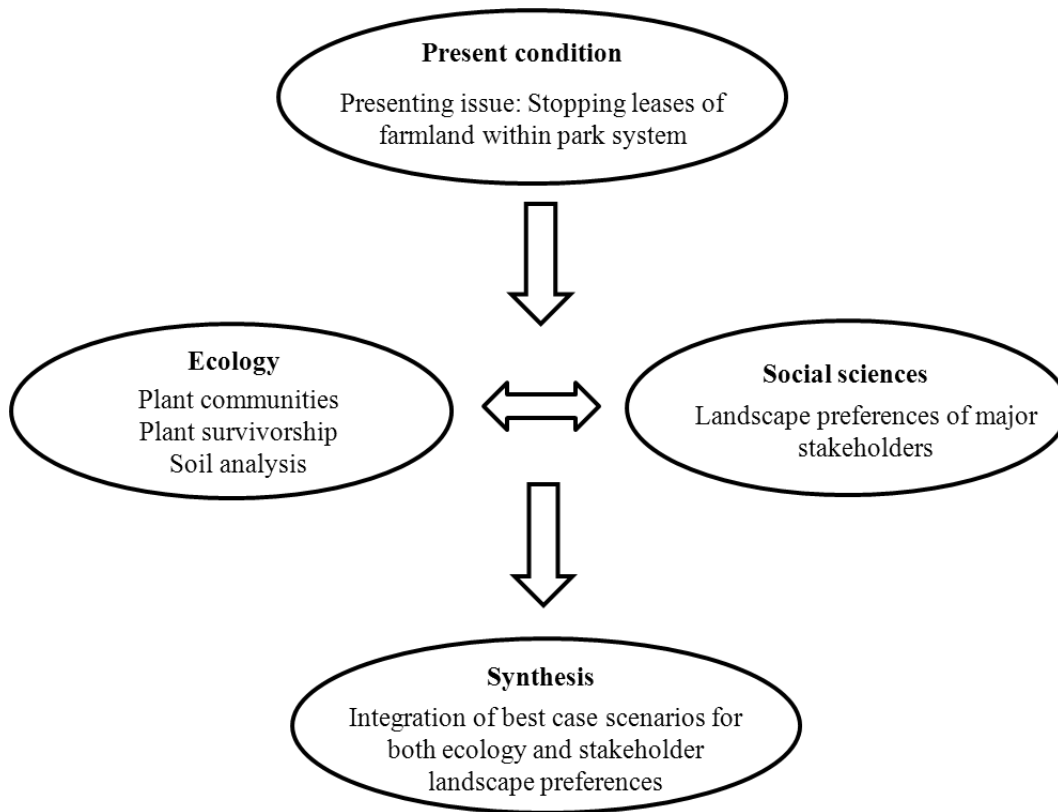 Present condition
Presenting issue: Stopping leases of
farmland within park system
Ecology
Plant communities
Plant survivorship
Soil analysis
Social sciences
Landscape preferences of major
stakeholders
Synthesis
Integration of best case scenarios for
both ecology and stakeholder
landscape preferences